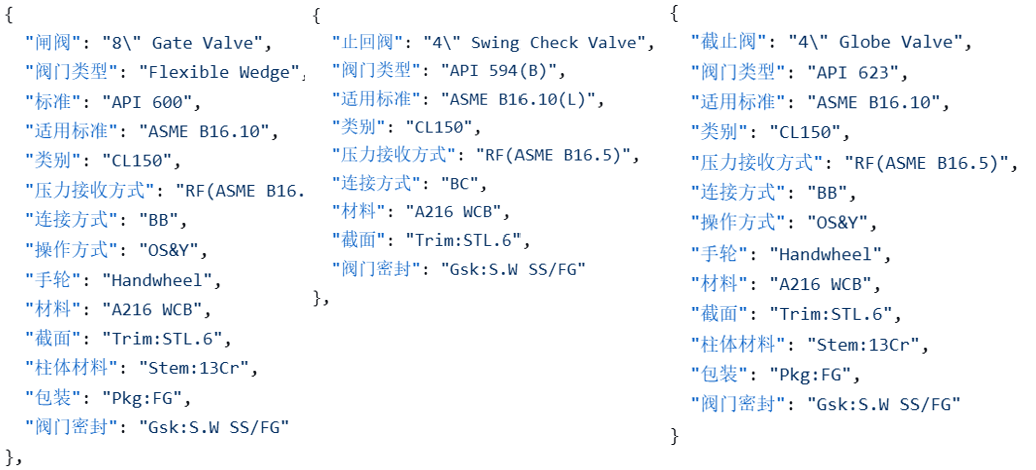 {
"闸阀": "8\" Gate Valve",
"阀门类型": "Flexible Wedge",
"标准": "API 600",
"适用标准": "ASME B16.10",
"类别": "CL150",
"压力接收方式": "RF(ASME B16.
"连接方式": "BB",
"操作方式": "OS&Y",
"手轮": "Handwheel",
"材料": "A216 WCB",
"截面": "Trim:STL.6",
"柱体材料": "Stem:13Cr",
"包装": "Pkg:FG",
"阀门密封": "Gsk:S.W SS/FG"
},
{
"止回阀": "4\" Swing Check Valve",
"阀门类型": "API 594(B)",
"适用标准": "ASME B16.10(L)",
"类别": "CL150",
"压力接收方式": "RF(ASME B16.5)",
"连接方式": "BC",
"材料": "A216 WCB",
"截面": "Trim:STL.6",
"阀门密封": "Gsk:S.W SS/FG"
},
{
"截止阀": "4\" Globe Valve",
"阀门类型": "API 623",
"适用标准": "ASME B16.10",
"类别": "CL150",
"压力接收方式": "RF(ASME B16.5)",
"连接方式": "BB",
"操作方式": "OS&Y",
"手轮": "Handwheel",
"材料": "A216 WCB",
"截面": "Trim:STL.6",
"柱体材料": "Stem:13Cr",
"包装": "Pkg:FG",
"阀门密封": "Gsk:S.W SS/FG"
}